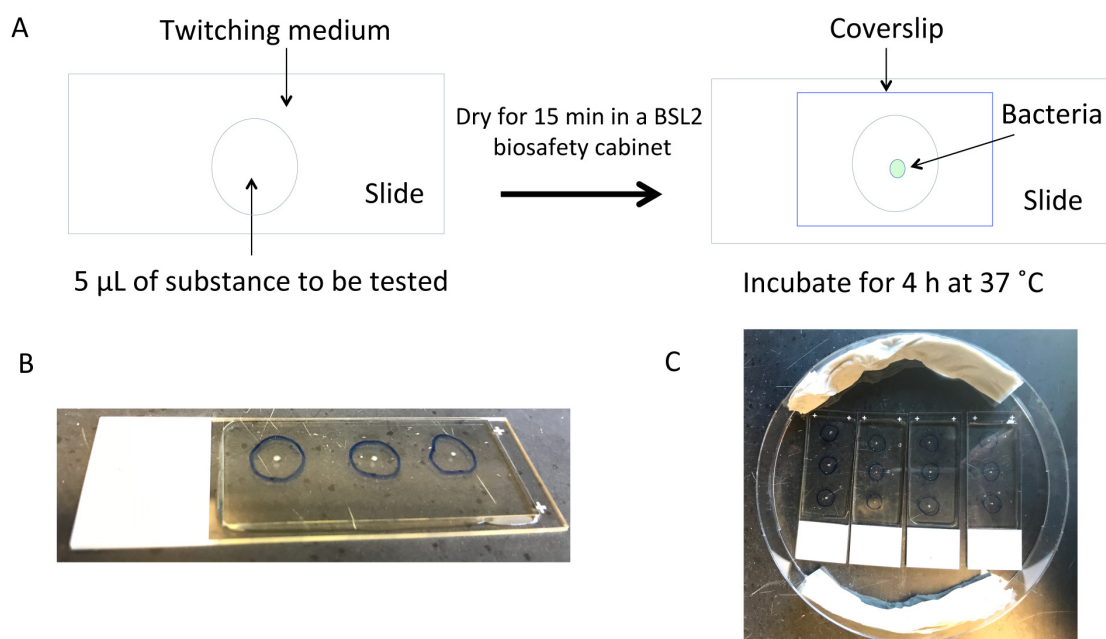 A
Twitching medium
Slide
5 µL of substance to be tested
Dry for 15 min in a BSL2
biosafety cabinet
Coverslip
Bacteria
Slide
Incubate for 4 h at 37 ˚C
B
C